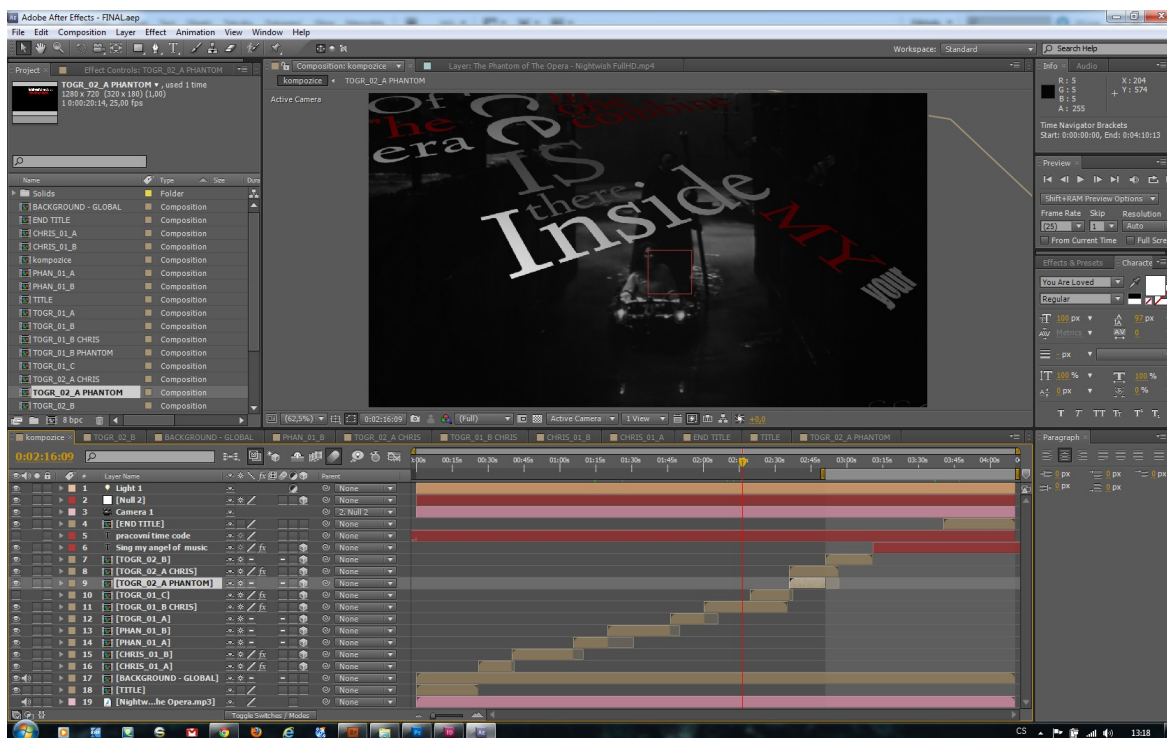 Adobe After Effects - FINAL.aep
File Edit Composition Layer Effect Animation View Window Help
Workspace: Standard
Search Help
Project
Effect Controls: TOGR_02_A PHANTOM
Composition: kompozice
Layer: The Phantom of The Opera - Nightwish FullHD.mp4
Info
Audio
TOGR_02_A PHANTOM ▼, used 1 time
1280 x 720 (320 x 180) (1,00)
Δ 0:00:20:14, 25,00 fps
kompozice
TOGR_02_A PHANTOM
Active Camera
R : 5
G : 5
B : 5
A : 255
X : 204
Y : 574
Time Navigator Brackets
Start: 0:00:00:00, End: 0:04:10:13
Of
the
era
IS
there
Inside
MY
your
Name Type Size Dura
Solids Folder
BACKGROUND - GLOBAL Composition
END TITLE Composition
CHRIS_01_A Composition
CHRIS_01_B Composition
kompozice Composition
PHAN_01_A Composition
PHAN_01_B Composition
TITLE Composition
TOGR_01_A Composition
TOGR_01_B Composition
TOGR_01_B CHRIS Composition
TOGR_01_B PHANTOM Composition
TOGR_01_C Composition
TOGR_02_A CHRIS Composition
TOGR_02_A PHANTOM Composition
TOGR_02_B Composition
8 bpc
Preview
Shift+RAM Preview Options
Frame Rate Skip Resolution
(25) 1 Auto
From Current Time Full Scre
Effects & Presets Characte
You Are Loved
Regular
100 px 97 px
Metrics 0
- px
100 % 100 %
0 px 0 %
T T TT Tr T' T,
(62,5%) 0:02:16:09 (Full) Active Camera 1 View +0,0
kompozice TOGR_02_B BACKGROUND - GLOBAL PHAN_01_B TOGR_02_A CHRIS TOGR_01_B CHRIS CHRIS_01_B CHRIS_01_A END TITLE TITLE TOGR_02_A PHANTOM
Paragraph
0 px 0 px 0 px
0 px 0 px
0:02:16:09
00:15s 00:30s 00:45s 01:00s 01:15s 01:30s 01:45s 02:00s 02:30s 02:45s 03:00s 03:15s 03:30s 03:45s 04:00s
# Layer Name Parent
1 Light 1 None
2 [Null 2] None
3 Camera 1 2. Null 2
4 [END TITLE] None
5 pracovní time code None
6 Sing my angel of music None
7 [TOGR_02_B] None
8 [TOGR_02_A CHRIS] None
9 [TOGR_02_A PHANTOM] None
10 [TOGR_01_C] None
11 [TOGR_01_B CHRIS] None
12 [TOGR_01_A] None
13 [PHAN_01_B] None
14 [PHAN_01_A] None
15 [CHRIS_01_B] None
16 [CHRIS_01_A] None
17 [BACKGROUND - GLOBAL] None
18 [TITLE] None
19 [Nightw...he Opera.mp3] None
Toggle Switches / Modes
CS 13:18